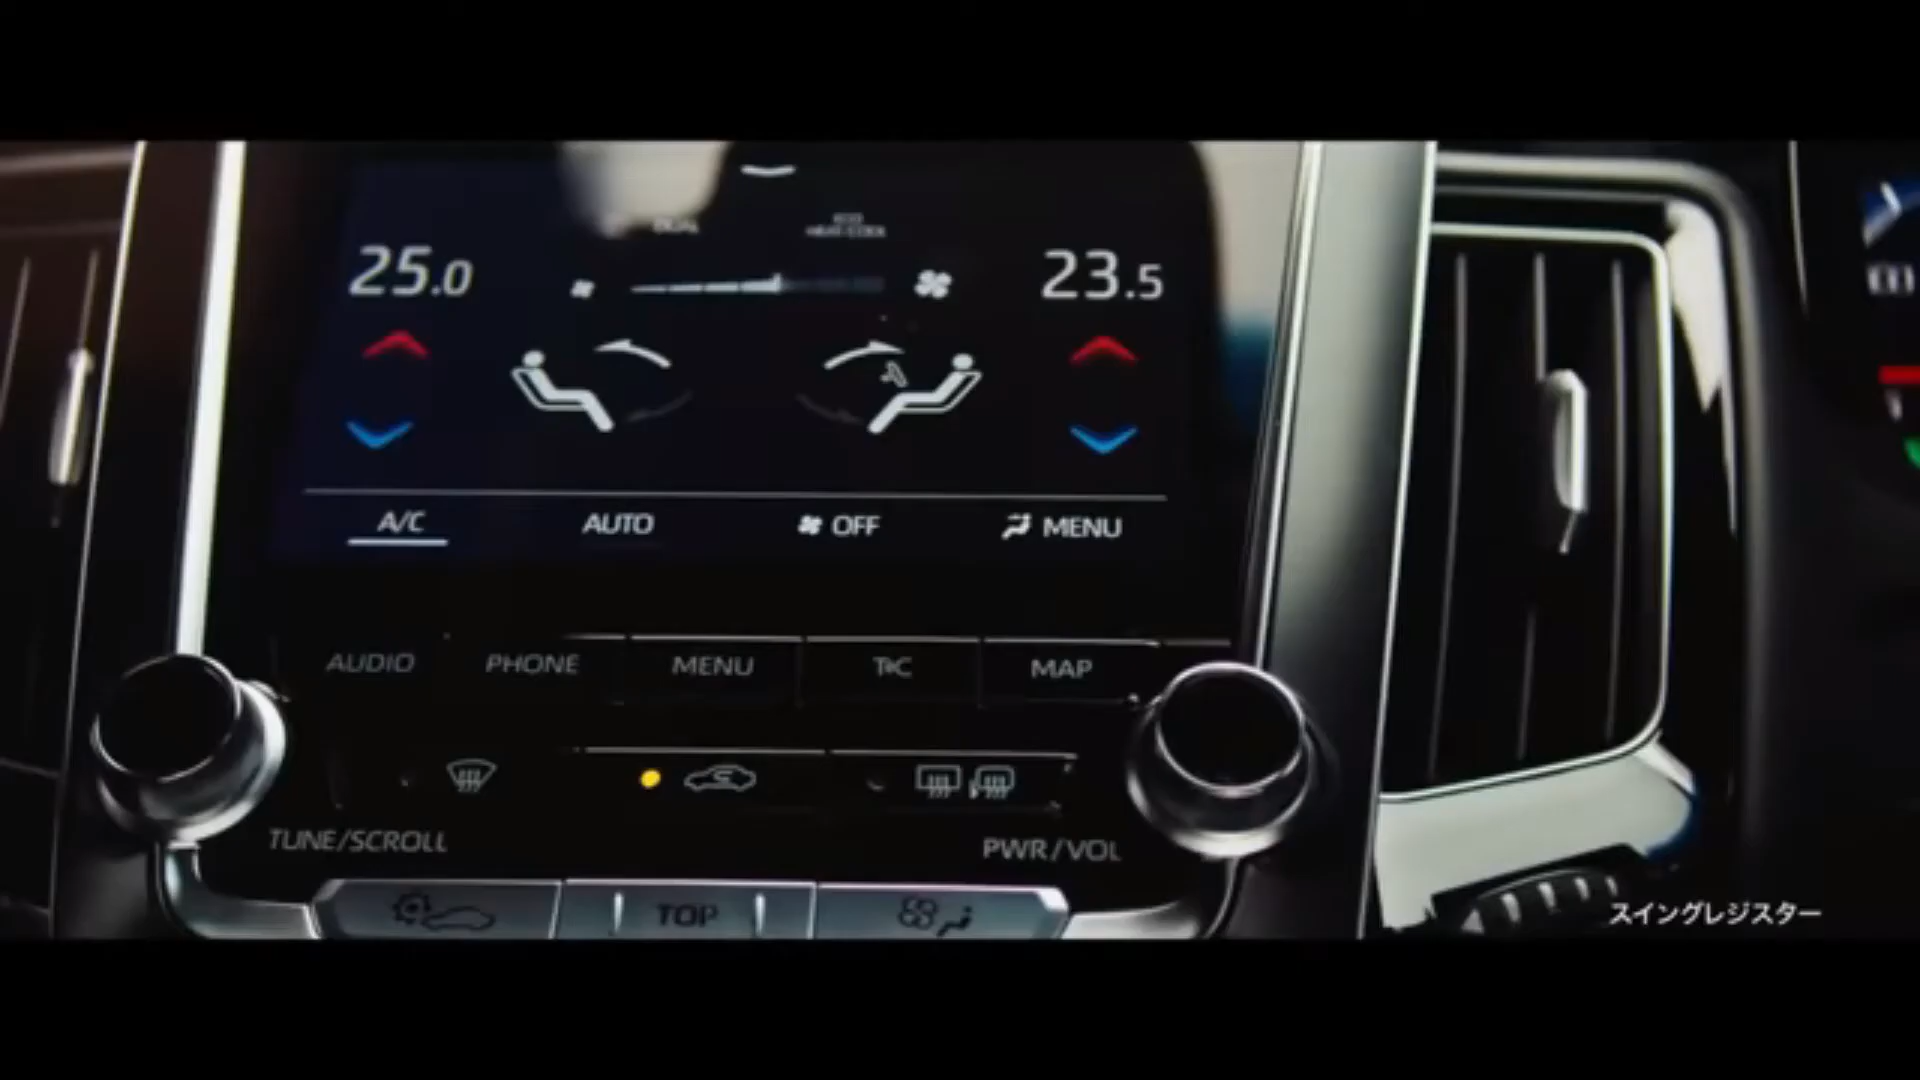 DUAL
25.0
23.5
A/C AUTO OFF MENU
AUDIO PHONE MENU T·C MAP
TUNE/SCROLL
PWR/VOL
TOP
スイングレジスター